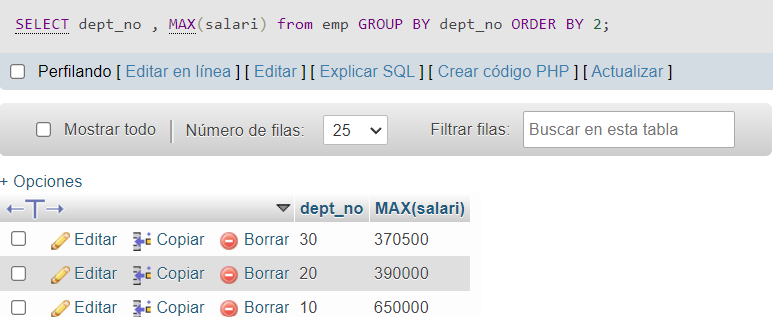 SELECT dept_no , MAX(salari) from emp GROUP BY dept_no ORDER BY 2;
Perfilando [ Editar en línea ] [ Editar ] [ Explicar SQL ] [ Crear código PHP ] [ Actualizar ]
Mostrar todo Número de filas: 25 Filtrar filas: Buscar en esta tabla
+ Opciones
dept_no MAX(salari)
Editar Copiar Borrar 30 370500
Editar Copiar Borrar 20 390000
Editar Copiar Borrar 10 650000